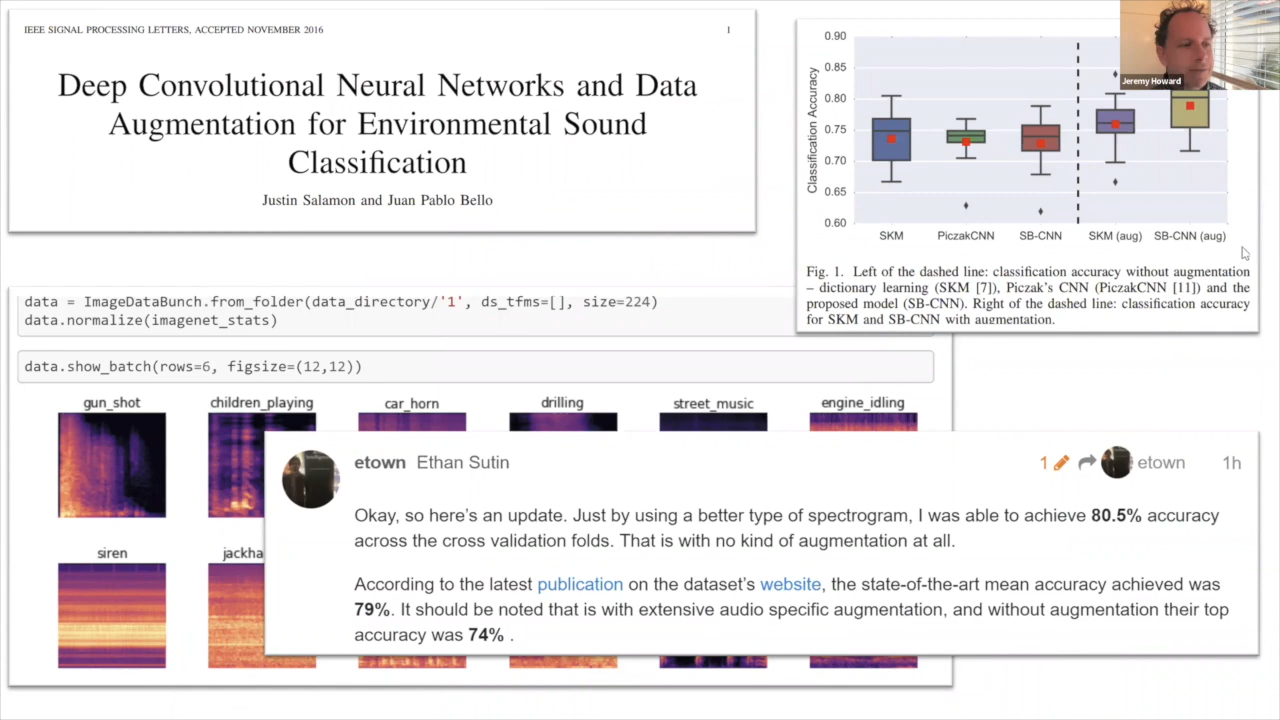 IEEE SIGNAL PROCESSING LETTERS, ACCEPTED NOVEMBER 2016
1
Deep Convolutional Neural Networks and Data
Augmentation for Environmental Sound
Classification
Justin Salamon and Juan Pablo Bello
Jeremy Howard
Classification Accuracy
0.90
0.85
0.80
0.75
0.70
0.65
0.60
SKM
PiczakCNN
SB-CNN
SKM (aug)
SB-CNN (aug)
Fig. 1. Left of the dashed line: classification accuracy without augmentation
– dictionary learning (SKM [7]), Piczak's CNN (PiczakCNN [11]) and the
proposed model (SB-CNN). Right of the dashed line: classification accuracy
for SKM and SB-CNN with augmentation.
data = ImageDataBunch.from_folder(data_directory/'1', ds_tfms=[], size=224)
data.normalize(imagenet_stats)
data.show_batch(rows=6, figsize=(12,12))
gun_shot
children_playing
car_horn
drilling
street_music
engine_idling
siren
jackha
etown Ethan Sutin
1
etown
1h
Okay, so here's an update. Just by using a better type of spectrogram, I was able to achieve 80.5% accuracy
across the cross validation folds. That is with no kind of augmentation at all.
According to the latest publication on the dataset's website, the state-of-the-art mean accuracy achieved was
79%. It should be noted that is with extensive audio specific augmentation, and without augmentation their top
accuracy was 74% .